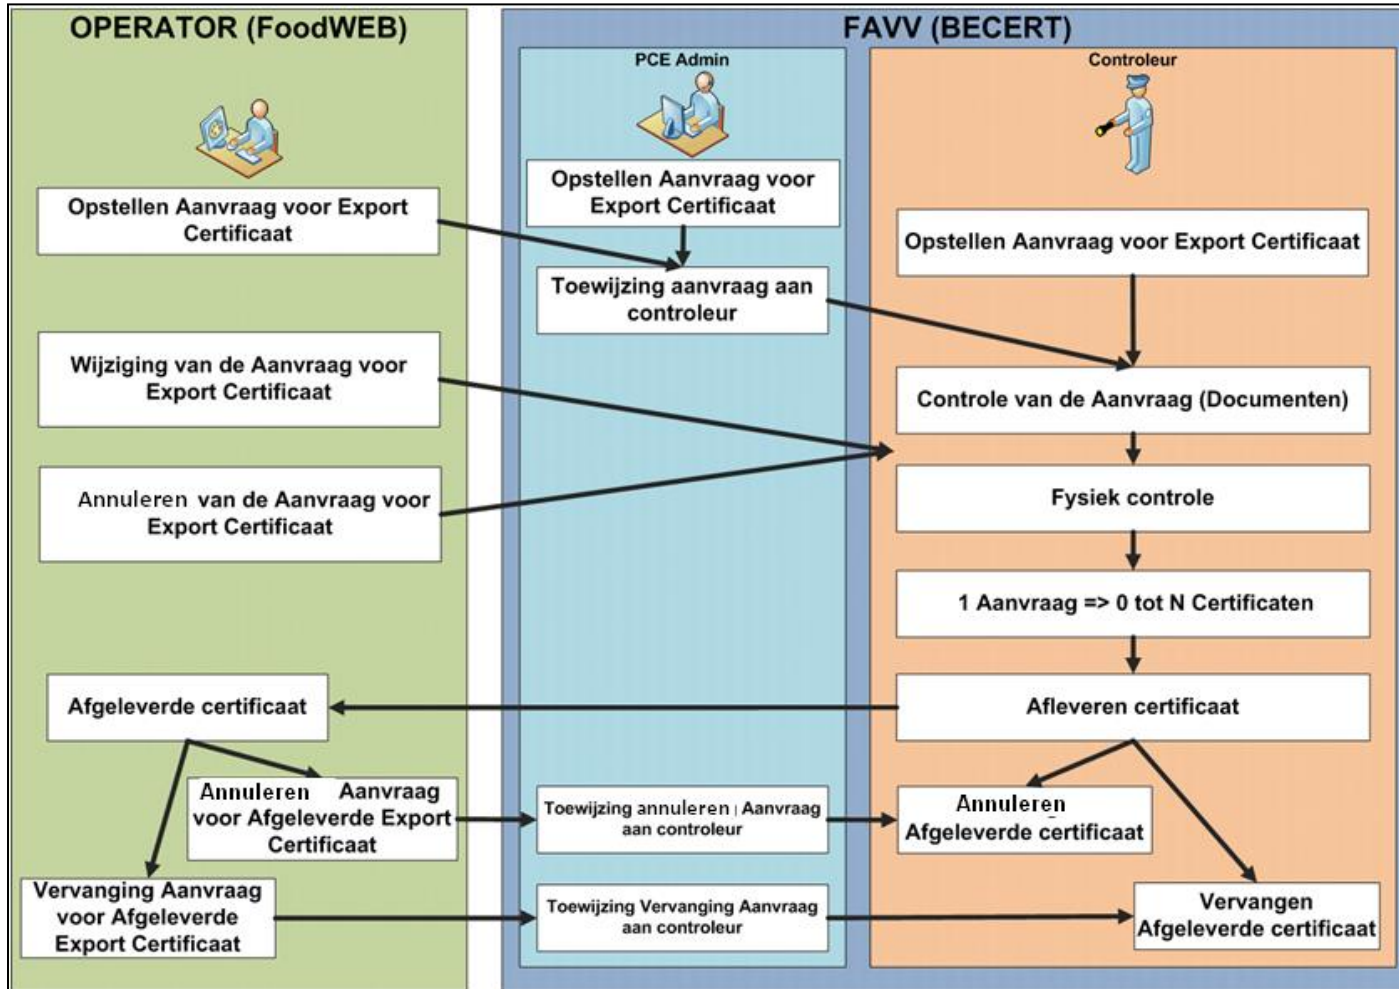 OPERATOR (FoodWEB)
FAVV (BECERT)
PCE Admin
Controleur
Opstellen Aanvraag voor Export
Certificaat
Opstellen Aanvraag voor
Export Certificaat
Opstellen Aanvraag voor Export Certificaat
Toewijzing aanvraag aan
controleur
Wijziging van de Aanvraag voor
Export Certificaat
Controle van de Aanvraag (Documenten)
Annuleren van de Aanvraag voor
Export Certificaat
Fysiek controle
1 Aanvraag => 0 tot N Certificaten
Afgeleverde certificaat
Afleveren certificaat
Annuleren Aanvraag
voor Afgeleverde Export
Certificaat
Toewijzing annuleren Aanvraag
aan controleur
Annuleren
Afgeleverde certificaat
Vervanging Aanvraag
voor Afgeleverde
Export Certificaat
Toewijzing Vervanging Aanvraag
aan controleur
Vervangen
Afgeleverde certificaat